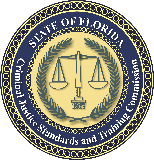 STATE OF FLORIDA
Criminal Justice Standards and Training Commission